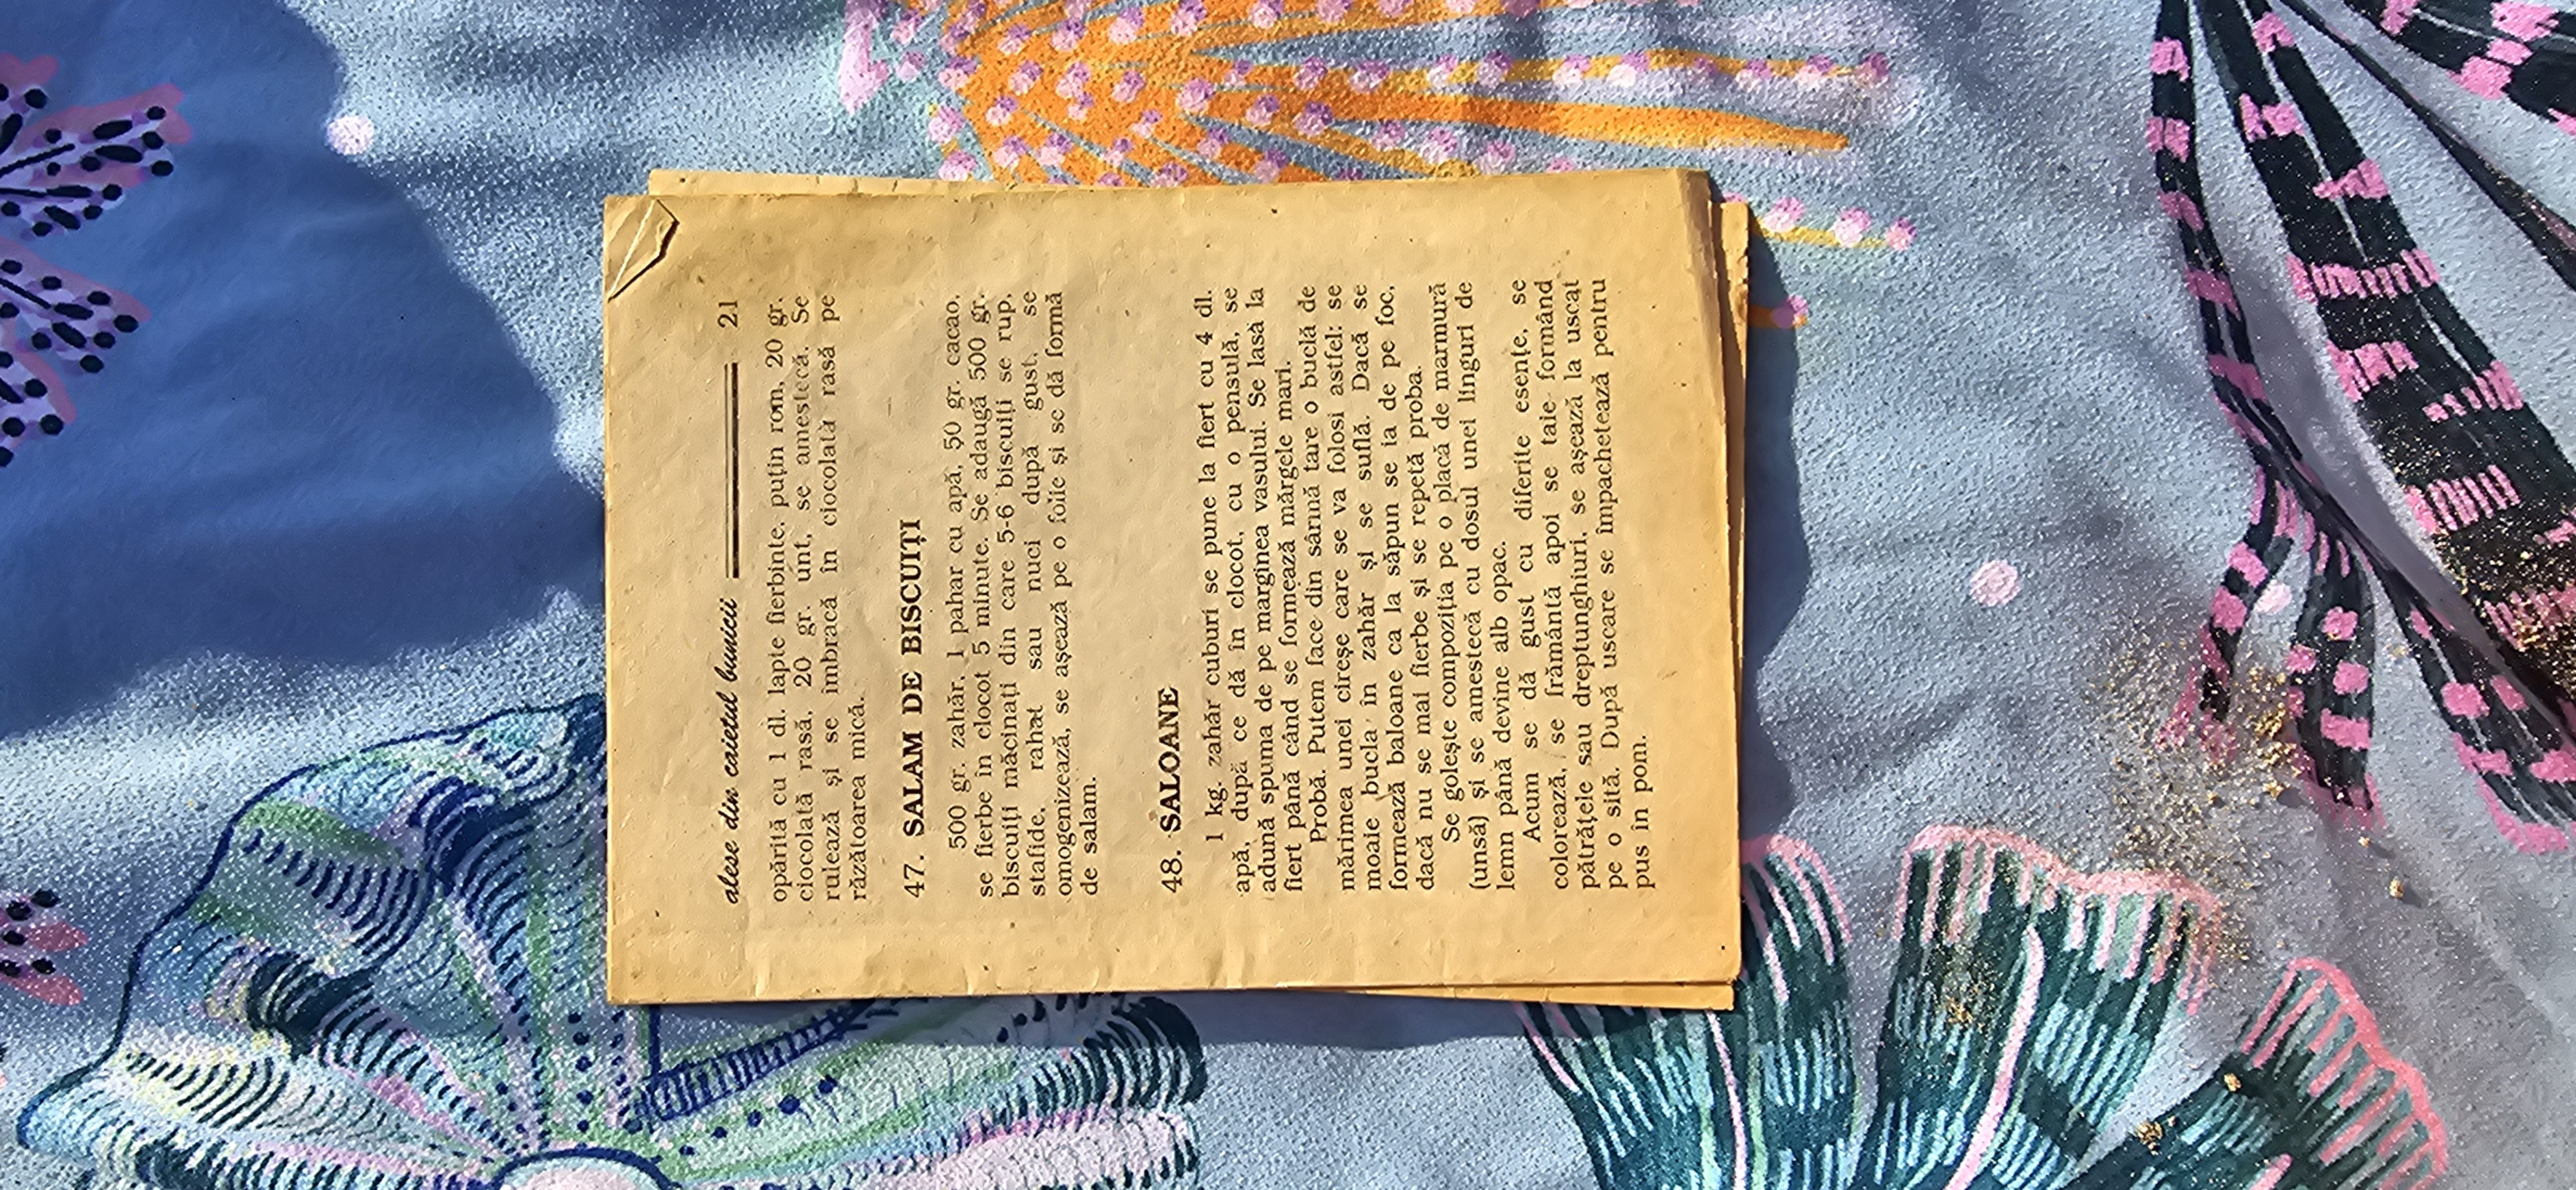 alese din caietul bunicii 21
opărită cu 1 dl. lapte fierbinte, puțin rom, 20 gr.
ciocolată rasă, 20 gr. unt, se amestecă. Se
rulează și se îmbracă în ciocolată rasă pe
răzătoarea mică.
47. SALAM DE BISCUIȚI
500 gr. zahăr, 1 pahar cu apă, 50 gr. cacao,
se fierbe în clocot 5 minute. Se adaugă 500 gr.
biscuiți măcinați din care 5-6 biscuiți se rup,
stafide, rahat sau nuci după gust, se
omogenizează, se așează pe o folie și se dă formă
de salam.
48. SALOANE
1 kg. zahăr cuburi se pune la fiert cu 4 dl.
apă, după ce dă în clocot, cu o pensulă, se
adună spuma de pe marginea vasului. Se lasă la
fiert până când se formează mărgele mari.
Probă. Putem face din sârmă tare o buclă de
mărimea unei cireșe care se va folosi astfel: se
moaie bucla în zahăr și se suflă. Dacă se
formează baloane ca la săpun se ia de pe foc,
dacă nu se mai fierbe și se repetă proba.
Se golește compoziția pe o placă de marmură
(unsă) și se amestecă cu dosul unei linguri de
lemn până devine alb opac.
Acum se dă gust cu diferite esențe, se
colorează, se frământă apoi se taie formând
pătrățele sau dreptunghiuri, se așează la uscat
pe o sită. După uscare se împachetează pentru
pus în pom.